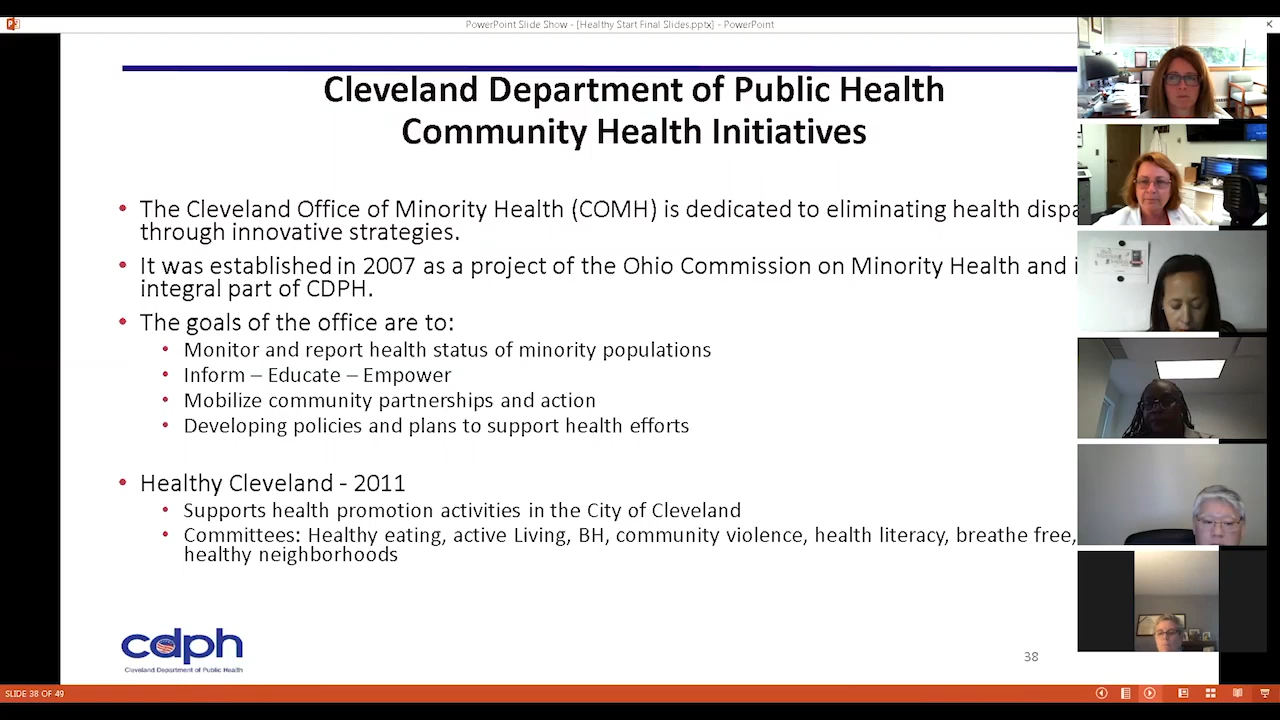 PowerPoint Slide Show - [Healthy Start Final Slides.pptx] - PowerPoint
Cleveland Department of Public Health
Community Health Initiatives
• The Cleveland Office of Minority Health (COMH) is dedicated to eliminating health dispa
through innovative strategies.
• It was established in 2007 as a project of the Ohio Commission on Minority Health and i
integral part of CDPH.
• The goals of the office are to:
• Monitor and report health status of minority populations
• Inform – Educate – Empower
• Mobilize community partnerships and action
• Developing policies and plans to support health efforts
• Healthy Cleveland - 2011
• Supports health promotion activities in the City of Cleveland
• Committees: Healthy eating, active Living, BH, community violence, health literacy, breathe free,
healthy neighborhoods
cdph
Cleveland Department of Public Health
38
SLIDE 38 OF 49